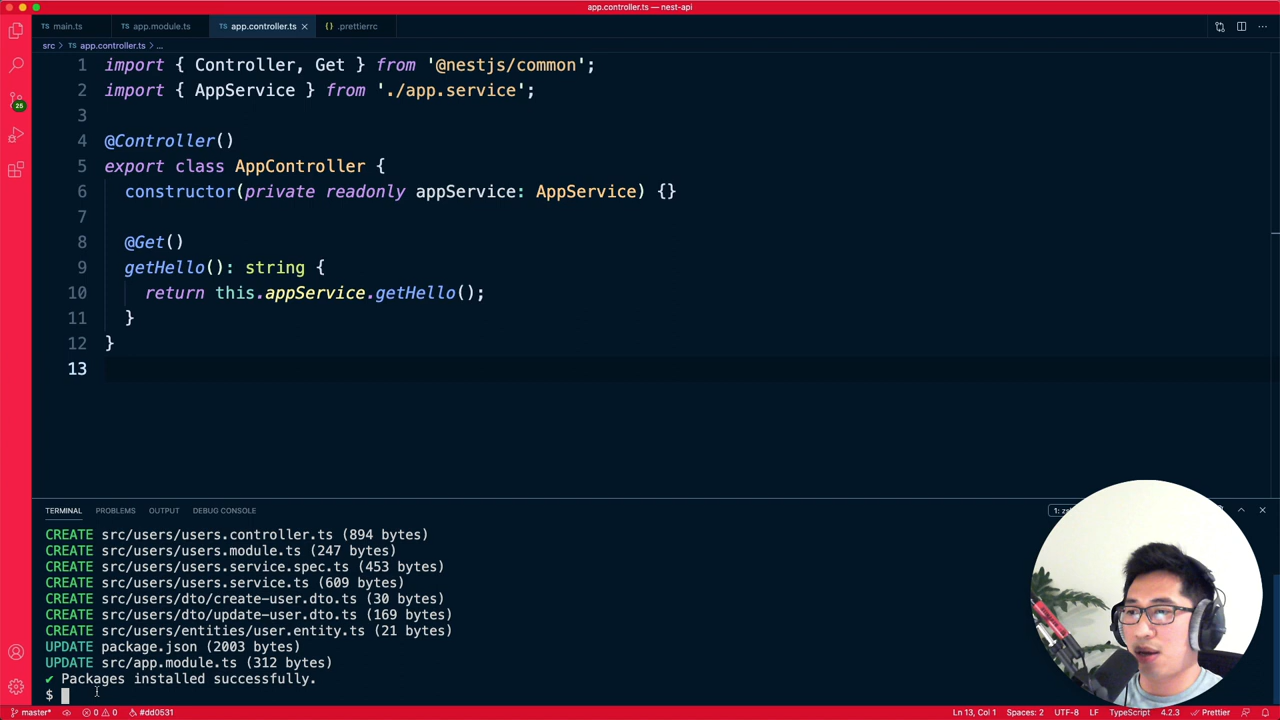 app.controller.ts — nest-api
TS main.ts
TS app.module.ts
TS app.controller.ts ×
{} .prettierrc
src > TS app.controller.ts > ...
1 import { Controller, Get } from '@nestjs/common';
2 import { AppService } from './app.service';
3
4 @Controller()
5 export class AppController {
6 constructor(private readonly appService: AppService) {}
7
8 @Get()
9 getHello(): string {
10 return this.appService.getHello();
11 }
12 }
13
25
TERMINAL PROBLEMS OUTPUT DEBUG CONSOLE
CREATE src/users/users.controller.ts (894 bytes)
CREATE src/users/users.module.ts (247 bytes)
CREATE src/users/users.service.spec.ts (453 bytes)
CREATE src/users/users.service.ts (609 bytes)
CREATE src/users/dto/create-user.dto.ts (30 bytes)
CREATE src/users/dto/update-user.dto.ts (169 bytes)
CREATE src/users/entities/user.entity.ts (21 bytes)
UPDATE package.json (2003 bytes)
UPDATE src/app.module.ts (312 bytes)
✔ Packages installed successfully.
$
master* 0 0 #dd0531 Ln 13, Col 1 Spaces: 2 UTF-8 LF TypeScript 4.2.3 Prettier